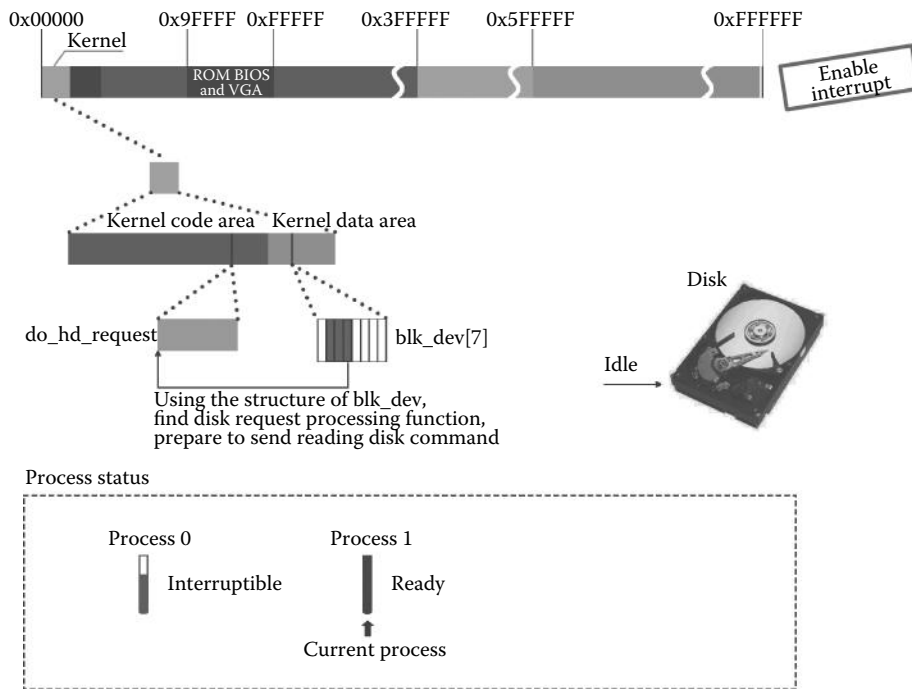 0x00000 0x9FFFF 0xFFFFF 0x3FFFFF 0x5FFFFF 0xFFFFFF
Kernel
ROM BIOS
and VGA
Enable
interrupt
Kernel code area Kernel data area
do_hd_request
blk_dev[7]
Disk
Idle
Using the structure of blk_dev,
find disk request processing function,
prepare to send reading disk command
Process status
Process 0 Process 1
Interruptible Ready
Current process